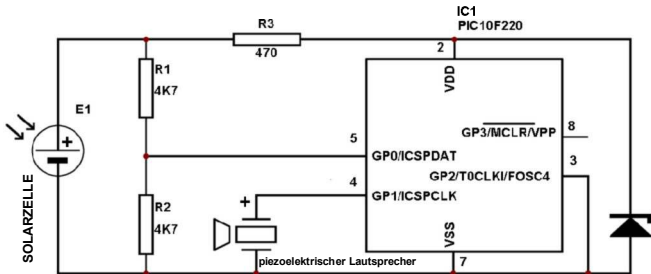 IC1
PIC10F220
R3
470
2
VDD
R1
4K7
E1
+
GP3/MCLR/VPP
8
5
GP0/ICSPDAT
3
GP2/T0CLKI/FOSC4
4
GP1/ICSPCLK
SOLARZELLE
R2
4K7
+
VSS
piezoelektrischer Lautsprecher
7